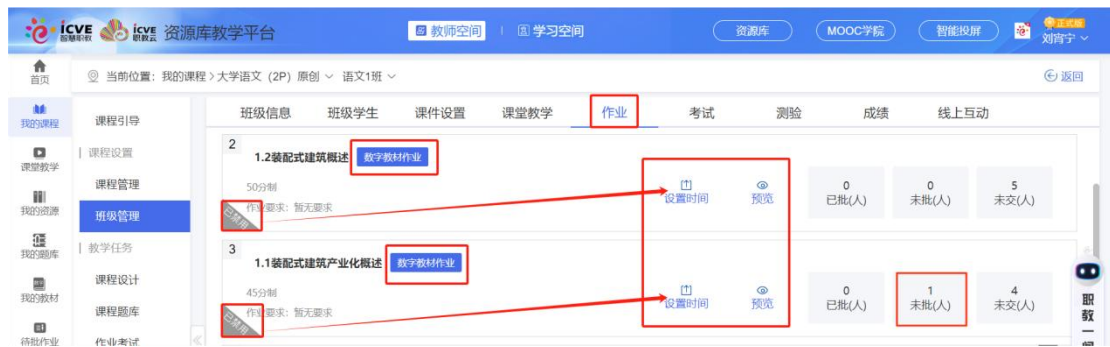 icve 智慧职教 icve 职教云 资源库教学平台 教师空间 学习空间 资源库 MOOC学院 智能投屏 正式版 刘宵宁
首页 当前位置：我的课程 > 大学语文（2P）原创 语文1班 返回
我的课程 课程引导 班级信息 班级学生 课件设置 课堂教学 作业 考试 测验 成绩 线上互动
课堂教学 课程设置
2 1.2装配式建筑概述 数字教材作业
课程管理 50分制 设置时间 预览 0 已批(人) 0 未批(人) 5 未交(人)
我的资源 班级管理 已禁用 作业要求：暂无要求
我的题库 教学任务
3 1.1装配式建筑产业化概述 数字教材作业
课程设计 45分制 设置时间 预览 0 已批(人) 1 未批(人) 4 未交(人)
我的教材 课程题库 已禁用 作业要求：暂无要求
待批作业 作业考试
职教一